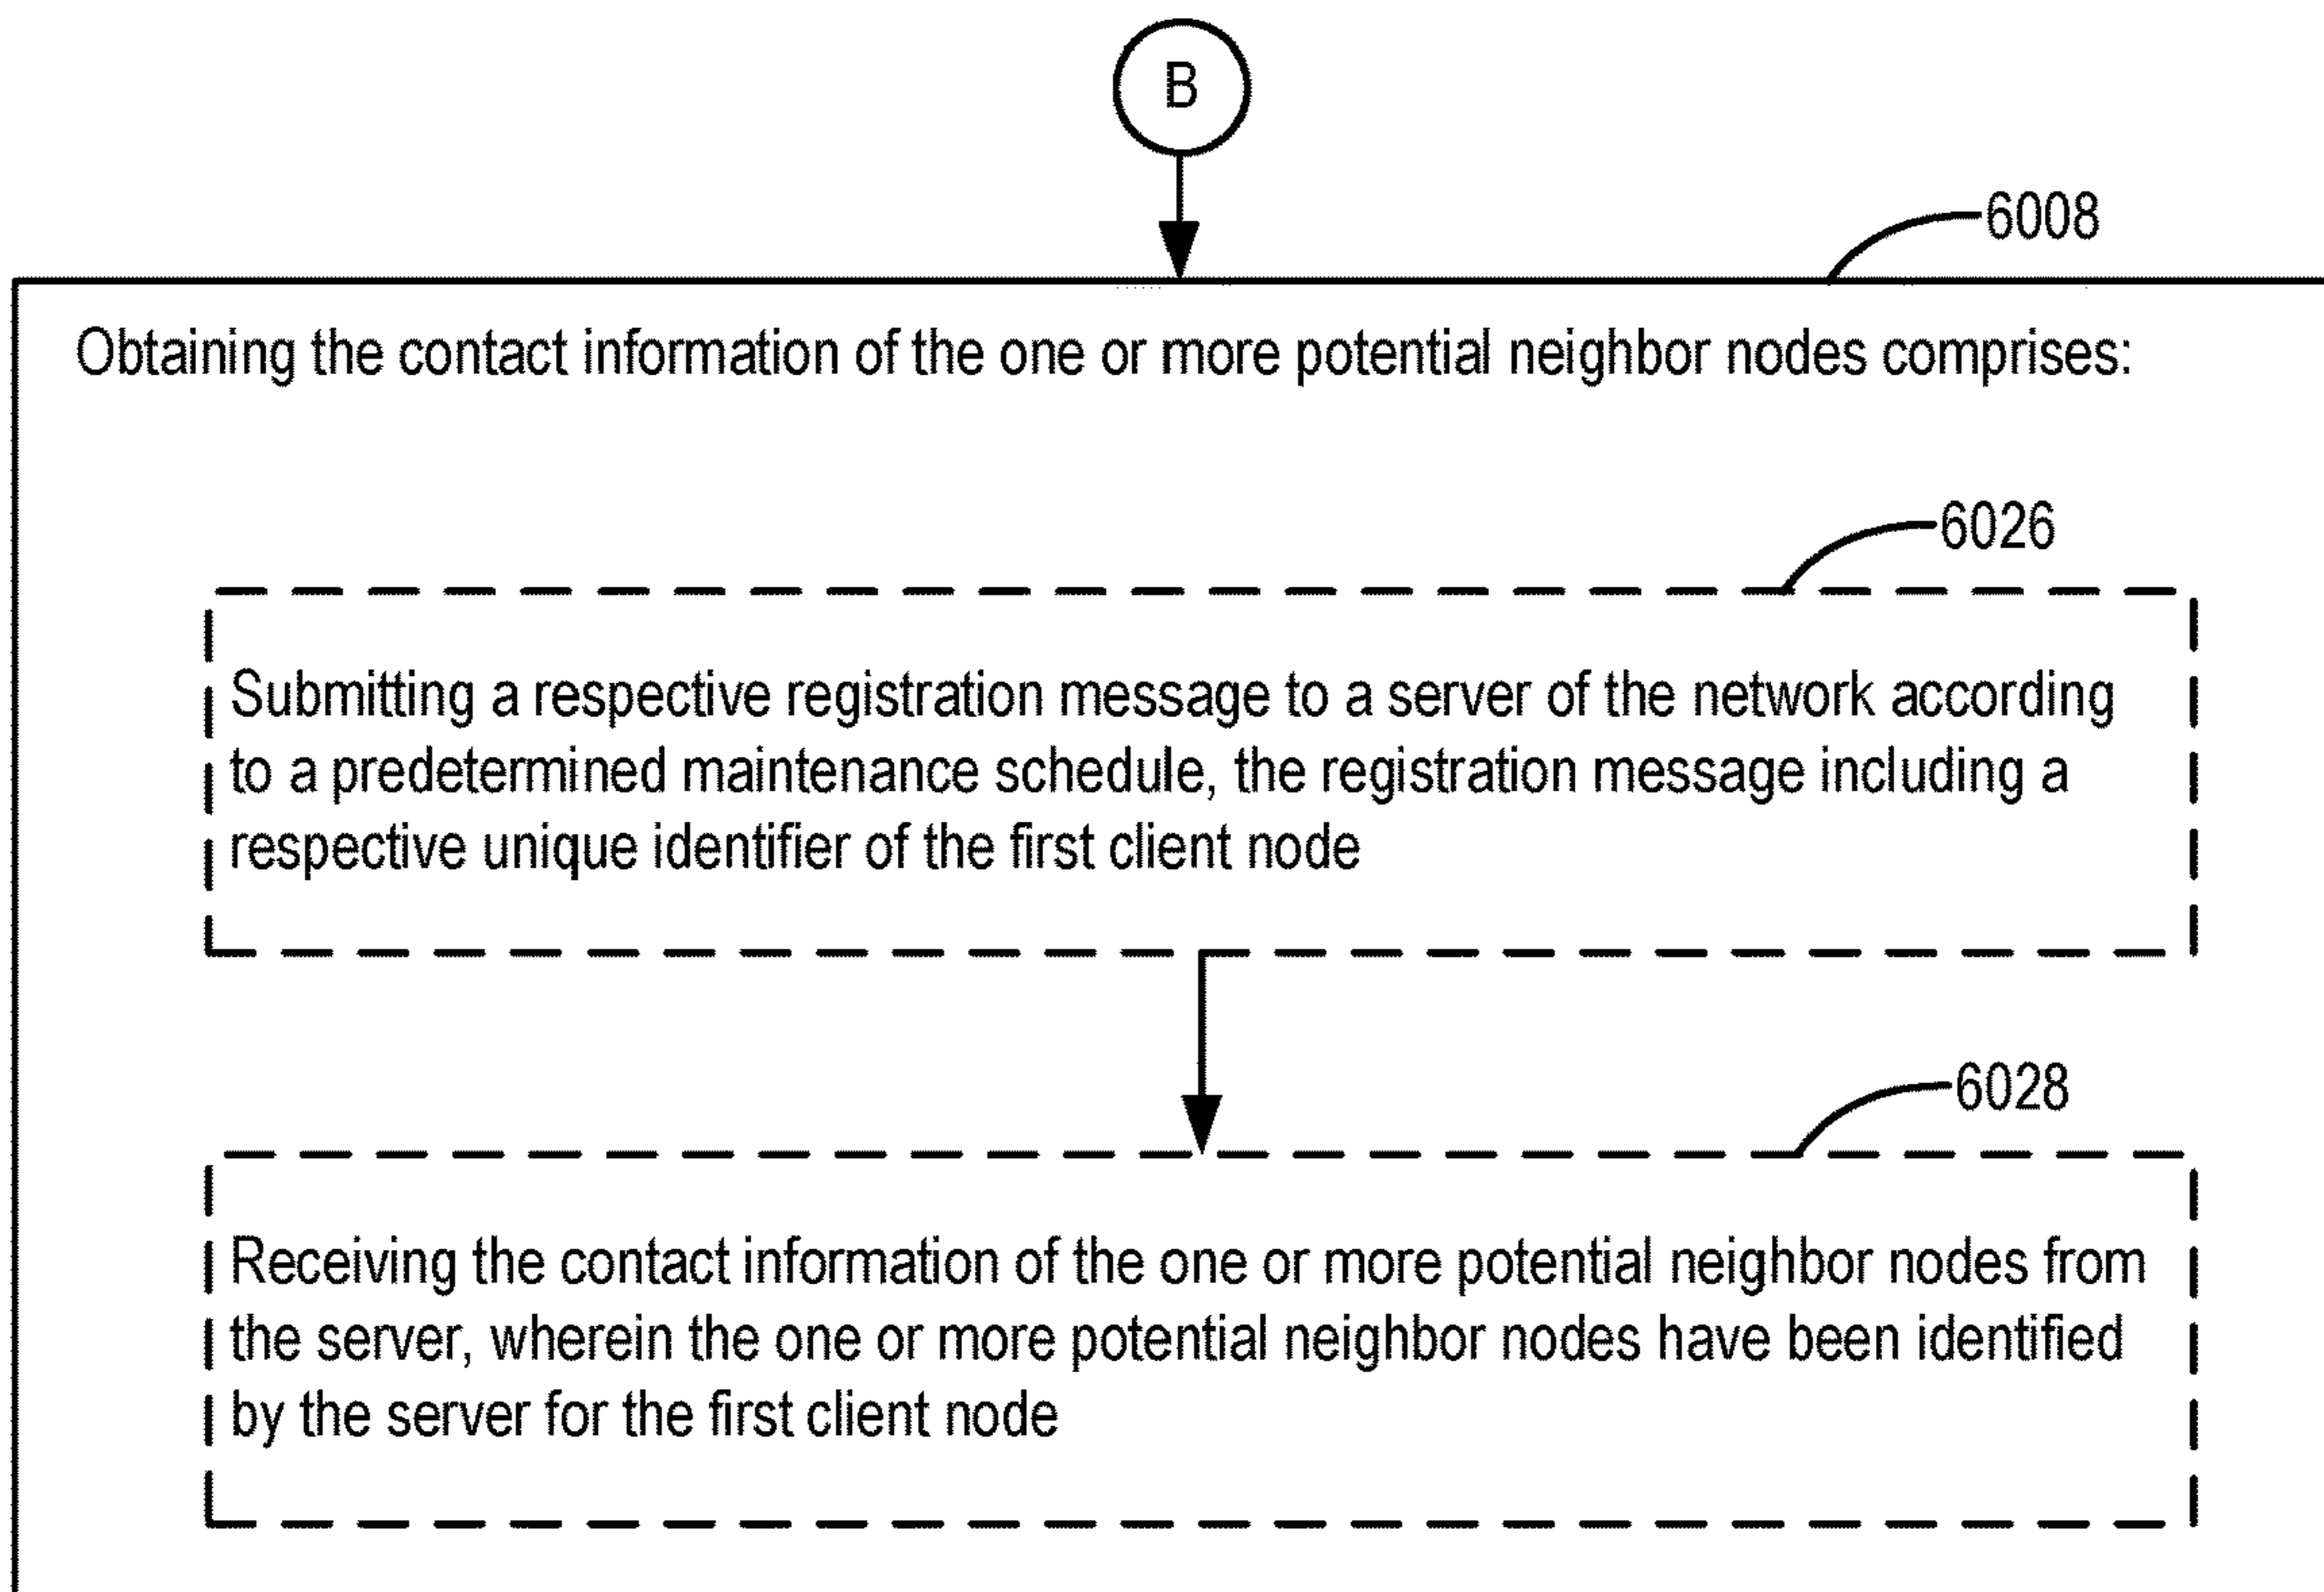 B
6008
Obtaining the contact information of the one or more potential neighbor nodes comprises:
6026
Submitting a respective registration message to a server of the network according
to a predetermined maintenance schedule, the registration message including a
respective unique identifier of the first client node
6028
Receiving the contact information of the one or more potential neighbor nodes from
the server, wherein the one or more potential neighbor nodes have been identified
by the server for the first client node